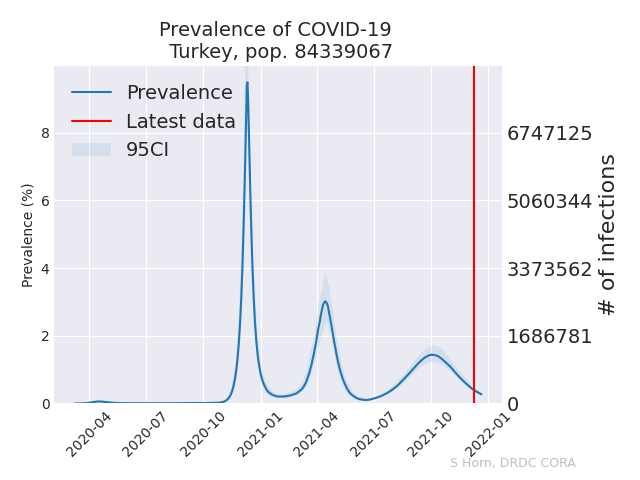 Prevalence of COVID-19
Turkey, pop. 84339067
Prevalence
Latest data
95CI
Prevalence (%)
8
6
4
2
0
6747125
5060344
3373562
1686781
0
# of infections
2020-04
2020-07
2020-10
2021-01
2021-04
2021-07
2021-10
2022-01
S Horn, DRDC CORA